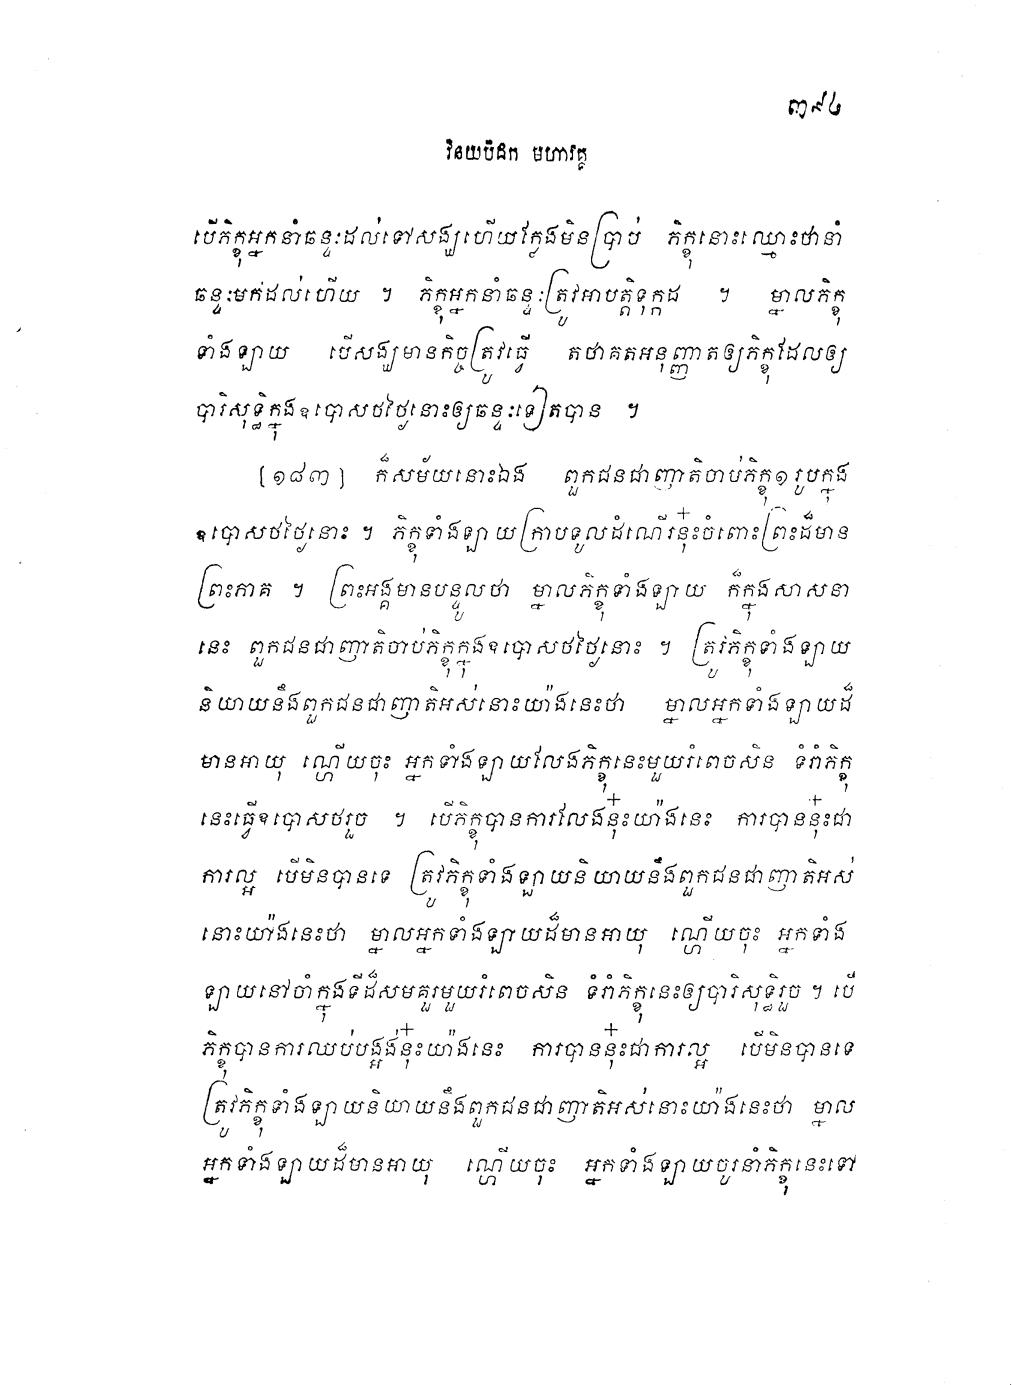 ៣៩៤
វិនយបិដក មហាវគ្គ
បើភិក្ខុអ្នកនាំឆន្ទៈដល់ទៅសង្ឃហើយក្លែងមិនប្រាប់ ភិក្ខុនោះឈ្មោះថានាំ
ឆន្ទៈមក់ដល់ហើយ ។ ភិក្ខុអ្នកនាំឆន្ទៈត្រូវអាបត្តិទុក្កដ ។ ម្នាលភិក្ខុ
ទាំងឡាយ បើសង្ឃមានកិច្ចត្រូវធ្វើ តថាគតអនុញ្ញាតឲ្យភិក្ខុដែលឲ្យ
បារិសុទ្ធិក្នុងឧបោសថថ្ងៃនោះឲ្យឆន្ទៈទៀតបាន ។
[១៨៣] ក៏សម័យនោះឯង ពួកជនជាញាតិចាប់ភិក្ខុ១រូបក្នុង
ឧបោសថថ្ងៃនោះ ។ ភិក្ខុទាំងឡាយក្រាបទូលដំណើរនុ៎ះចំពោះព្រះដ៏មាន
ព្រះភាគ ។ ព្រះអង្គមានបន្ទូលថា ម្នាលភិក្ខុទាំងឡាយ ក៏ក្នុងសាសនា
នេះ ពួកជនជាញាតិចាប់ភិក្ខុក្នុងឧបោសថថ្ងៃនោះ ។ ត្រូវភិក្ខុទាំងឡាយ
និយាយនឹងពួកជនជាញាតិអស់នោះយ៉ាងនេះថា ម្នាលអ្នកទាំងឡាយដ៏
មានអាយុ ណ្ហើយចុះ អ្នកទាំងឡាយលែងភិក្ខុនេះមួយរំពេចសិន ទំរាំភិក្ខុ
នេះធ្វើឧបោសថរួច ។ បើភិក្ខុបានការលែងនុ៎ះយ៉ាងនេះ ការបាននុ៎ះជា
ការល្អ បើមិនបានទេ ត្រូវភិក្ខុទាំងឡាយនិយាយនឹងពួកជនជាញាតិអស់
នោះយ៉ាងនេះថា ម្នាលអ្នកទាំងឡាយដ៏មានអាយុ ណ្ហើយចុះ អ្នកទាំង
ឡាយនៅចាំក្នុងទីដ៏សមគួរមួយរំពេចសិន ទំរាំភិក្ខុនេះឲ្យបារិសុទ្ធិរួច ។ បើ
ភិក្ខុបានការឈប់បង្អង់នុ៎ះយ៉ាងនេះ ការបាននុ៎ះជាការល្អ បើមិនបានទេ
ត្រូវភិក្ខុទាំងឡាយនិយាយនឹងពួកជនជាញាតិអស់នោះយ៉ាងនេះថា ម្នាល
អ្នកទាំងឡាយដ៏មានអាយុ ណ្ហើយចុះ អ្នកទាំងឡាយចូរនាំភិក្ខុនេះទៅ